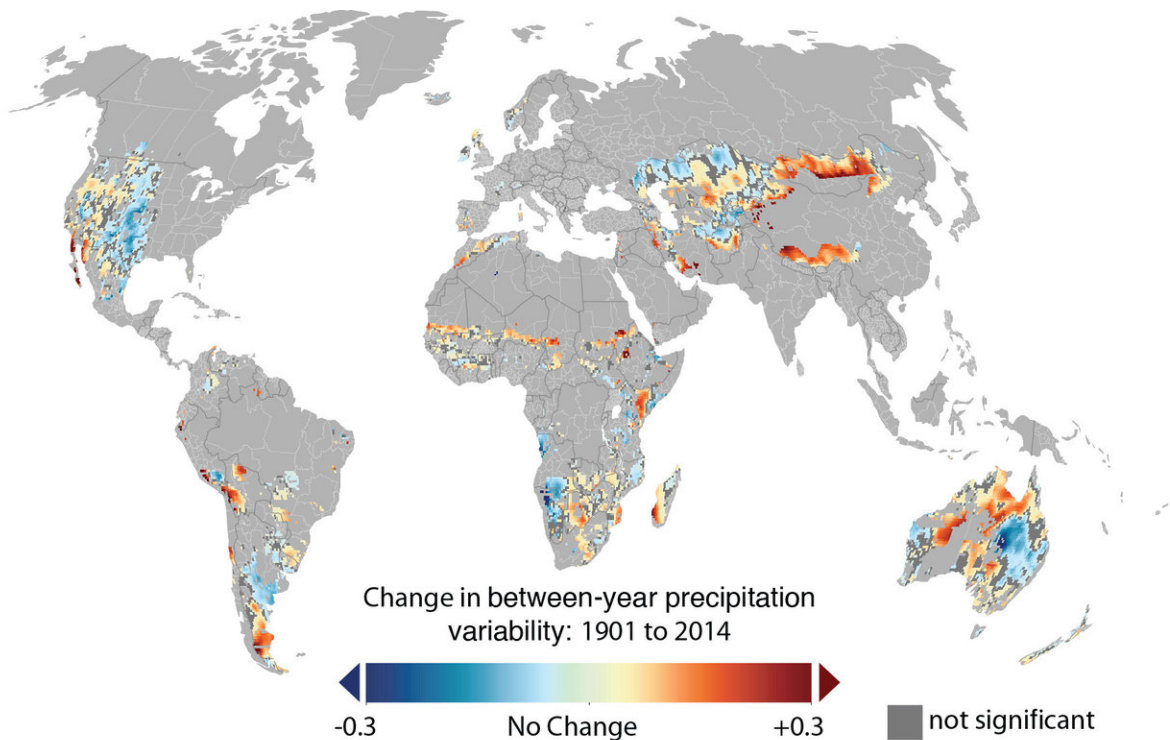 Change in between-year precipitation
variability: 1901 to 2014
-0.3 No Change +0.3
not significant